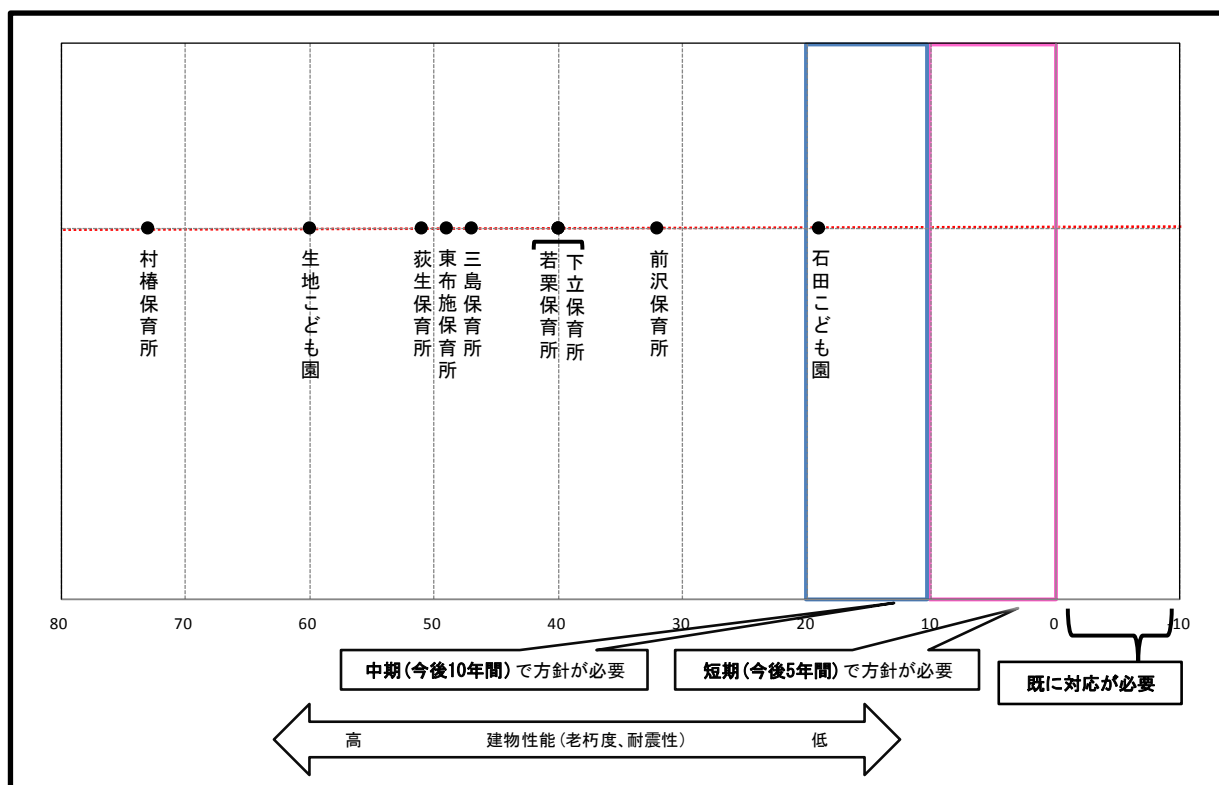 村椿保育所
生地こども園
荻生保育所
東布施保育所
三島保育所
若栗保育所
下立保育所
前沢保育所
石田こども園
80 70 60 50 40 30 20 10 0 -10
中期(今後10年間)で方針が必要
短期(今後5年間)で方針が必要
既に対応が必要
高 建物性能(老朽度、耐震性) 低